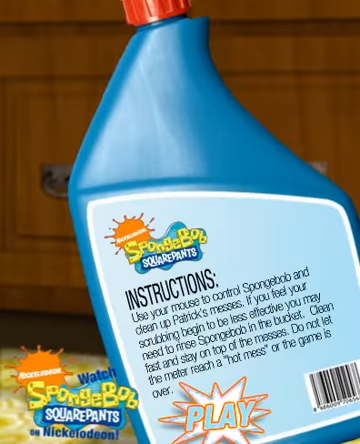 NICKELODEON
SpongeBob
SQUAREPANTS
INSTRUCTIONS:
Use your mouse to control Spongebob and
clean up Patrick's messes. If you feel your
scrubbing begin to be less effective you may
need to rinse Spongebob in the bucket. Clean
fast and stay on top of the messes. Do not let
the meter reach a "hot mess" or the game is
over.
PLAY
NICKELODEON
Watch
SpongeBob
SQUAREPANTS
on Nickelodeon!